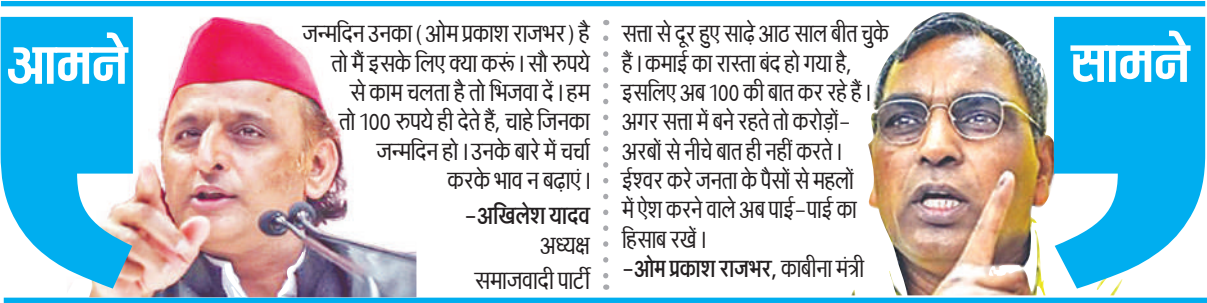 आमने
जन्मदिन उनका ( ओम प्रकाश राजभर ) है
तो मैं इसके लिए क्या करूं । सौ रुपये
से काम चलता है तो भिजवा दें । हम
तो 100 रुपये ही देते हैं, चाहे जिनका
जन्मदिन हो । उनके बारे में चर्चा
करके भाव न बढ़ाएं ।
-अखिलेश यादव
अध्यक्ष
समाजवादी पार्टी
सत्ता से दूर हुए साढ़े आठ साल बीत चुके
हैं । कमाई का रास्ता बंद हो गया है,
इसलिए अब 100 की बात कर रहे हैं ।
अगर सत्ता में बने रहते तो करोड़ों-
अरबों से नीचे बात ही नहीं करते ।
ईश्वर करे जनता के पैसों से महलों
में ऐश करने वाले अब पाई-पाई का
हिसाब रखें ।
-ओम प्रकाश राजभर, काबीना मंत्री
सामने